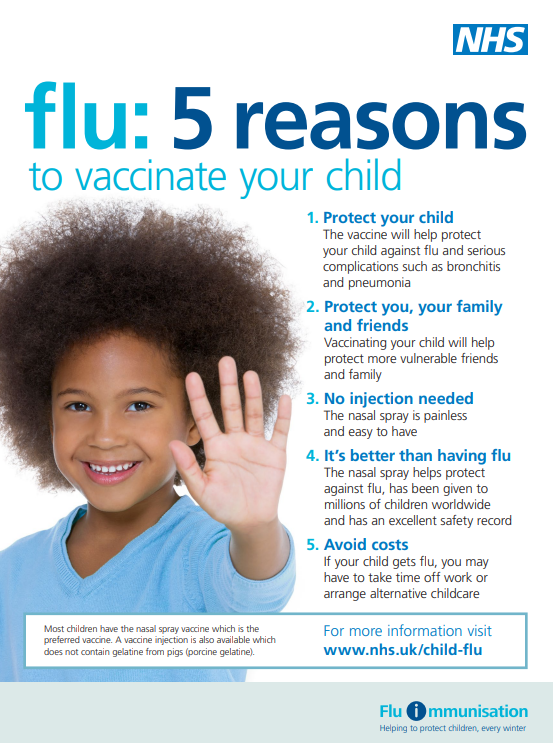 NHS
flu: 5 reasons
to vaccinate your child
1. Protect your child
The vaccine will help protect
your child against flu and serious
complications such as bronchitis
and pneumonia
2. Protect you, your family
and friends
Vaccinating your child will help
protect more vulnerable friends
and family
3. No injection needed
The nasal spray is painless
and easy to have
4. It’s better than having flu
The nasal spray helps protect
against flu, has been given to
millions of children worldwide
and has an excellent safety record
5. Avoid costs
If your child gets flu, you may
have to take time off work or
arrange alternative childcare
Most children have the nasal spray vaccine which is the
preferred vaccine. A vaccine injection is also available which
does not contain gelatine from pigs (porcine gelatine).
For more information visit
www.nhs.uk/child-flu
Flu immunisation
Helping to protect children, every winter